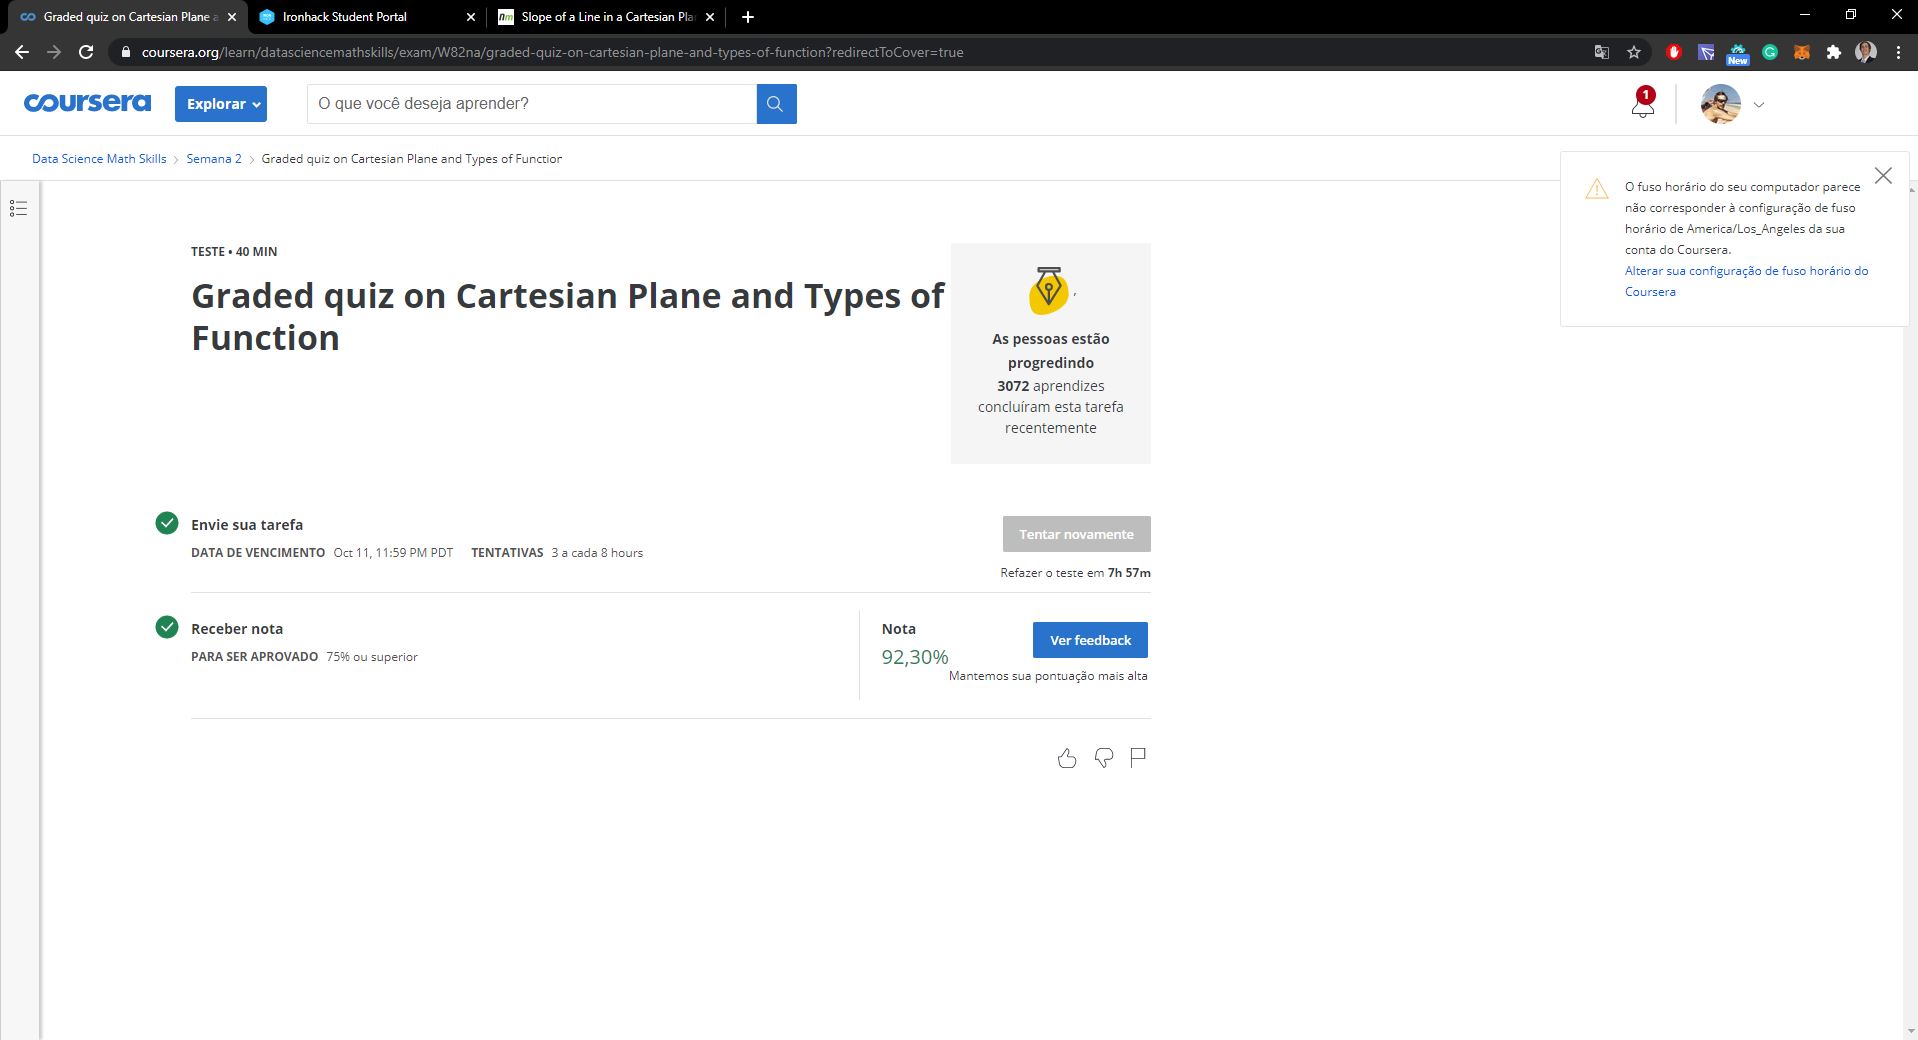 Graded quiz on Cartesian Plane a
Ironhack Student Portal
Slope of a Line in a Cartesian Pla
coursera.org/learn/datasciencemathskills/exam/W82na/graded-quiz-on-cartesian-plane-and-types-of-function?redirectToCover=true
New
coursera
Explorar
O que você deseja aprender?
1
Data Science Math Skills > Semana 2 > Graded quiz on Cartesian Plane and Types of Function
O fuso horário do seu computador parece
não corresponder à configuração de fuso
horário de America/Los_Angeles da sua
conta do Coursera.
Alterar sua configuração de fuso horário do
Coursera
TESTE • 40 MIN
Graded quiz on Cartesian Plane and Types of
Function
,
As pessoas estão
progredindo
3072 aprendizes
concluíram esta tarefa
recentemente
Envie sua tarefa
DATA DE VENCIMENTO Oct 11, 11:59 PM PDT TENTATIVAS 3 a cada 8 hours
Tentar novamente
Refazer o teste em 7h 57m
Receber nota
PARA SER APROVADO 75% ou superior
Nota
92,30%
Ver feedback
Mantemos sua pontuação mais alta